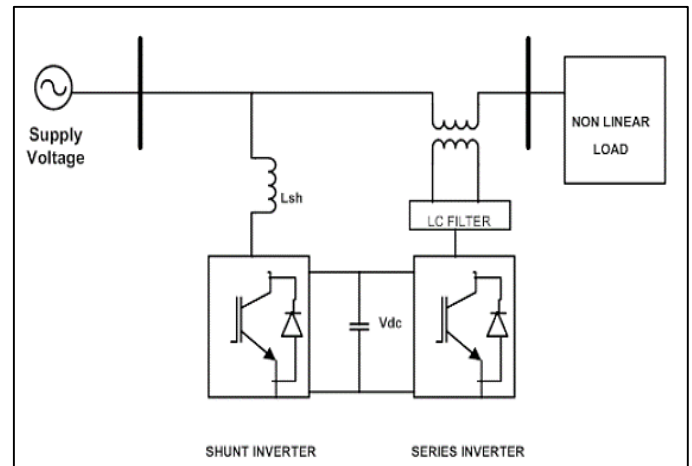 Supply
Voltage
NON LINEAR
LOAD
Lsh
LC FILTER
Vdc
SHUNT INVERTER
SERIES INVERTER